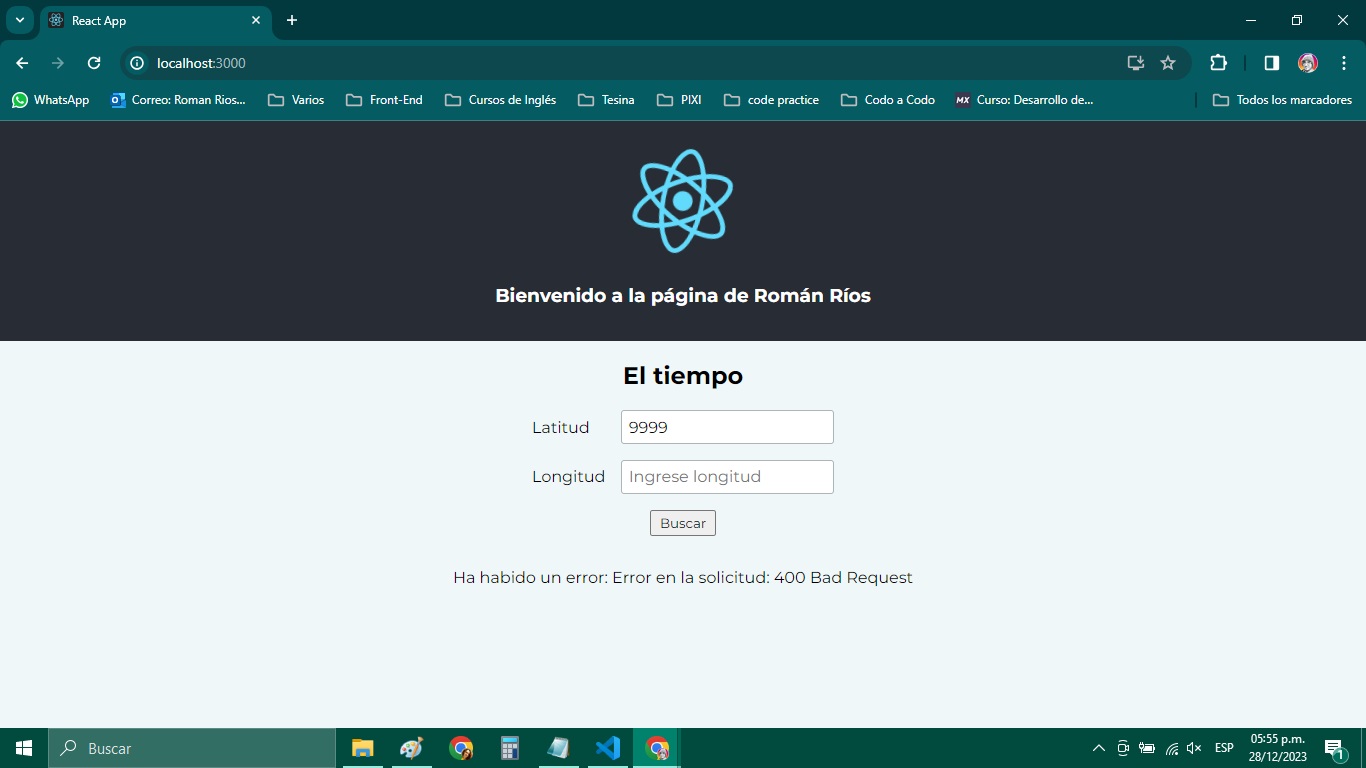 React App
localhost:3000
WhatsApp
Correo: Roman Rios...
Varios
Front-End
Cursos de Inglés
Tesina
PIXI
code practice
Codo a Codo
MX
Curso: Desarrollo de...
Todos los marcadores
Bienvenido a la página de Román Ríos
El tiempo
Latitud 9999
Longitud Ingrese longitud
Buscar
Ha habido un error: Error en la solicitud: 400 Bad Request
Buscar
ESP
05:55 p.m.
28/12/2023
1